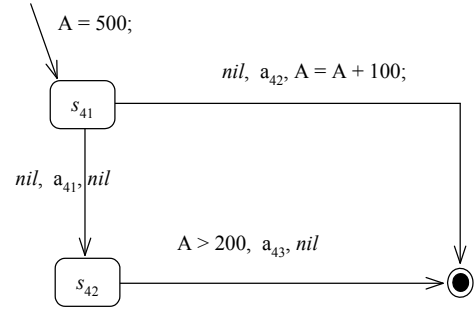 A = 500;
nil, a42, A = A + 100;
s41
nil, a41, nil
A > 200, a43, nil
s42